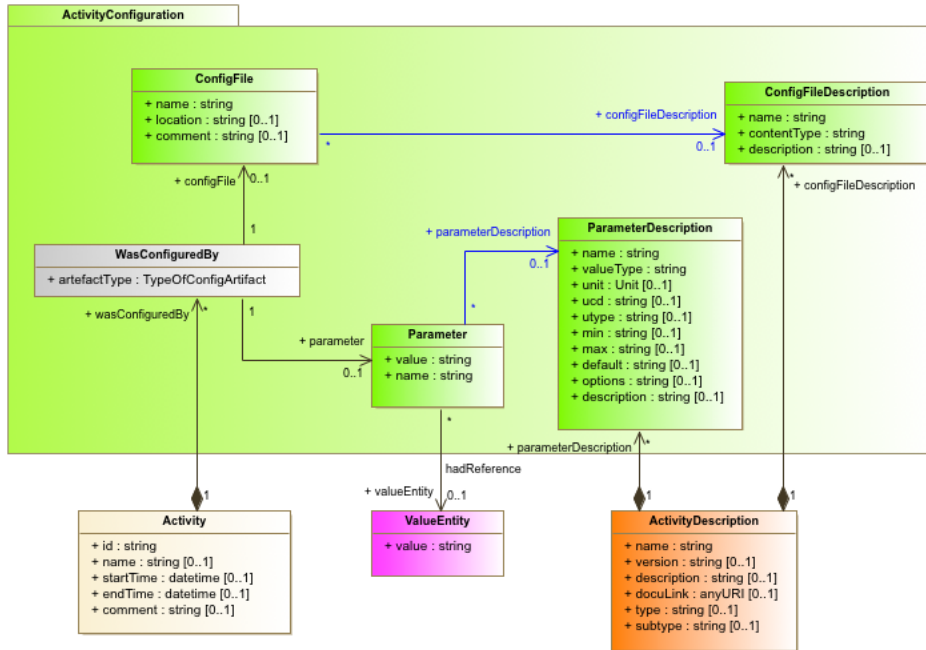 ActivityConfiguration
ConfigFile
+ name : string
+ location : string [0..1]
+ comment : string [0..1]
ConfigFileDescription
+ name : string
+ contentType : string
+ description : string [0..1]
+ configFileDescription
*
0..1
+ configFile
0..1
*
+ configFileDescription
1
WasConfiguredBy
+ artefactType : TypeOfConfigArtifact
+ parameterDescription
0..1
*
ParameterDescription
+ name : string
+ valueType : string
+ unit : Unit [0..1]
+ ucd : string [0..1]
+ utype : string [0..1]
+ min : string [0..1]
+ max : string [0..1]
+ default : string [0..1]
+ options : string [0..1]
+ description : string [0..1]
+ wasConfiguredBy
*
1
+ parameter
0..1
Parameter
+ value : string
+ name : string
*
hadReference
+ valueEntity
0..1
+ parameterDescription
*
1
1
1
Activity
+ id : string
+ name : string [0..1]
+ startTime : datetime [0..1]
+ endTime : datetime [0..1]
+ comment : string [0..1]
ValueEntity
+ value : string
ActivityDescription
+ name : string
+ version : string [0..1]
+ description : string [0..1]
+ docuLink : anyURI [0..1]
+ type : string [0..1]
+ subtype : string [0..1]